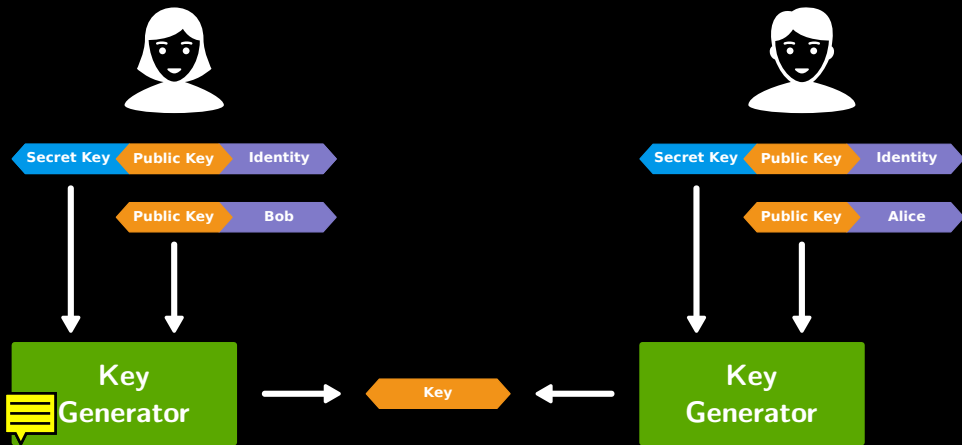 Secret Key Public Key Identity
Secret Key Public Key Identity
Public Key Bob
Public Key Alice
Key
Generator
Key
Key
Generator